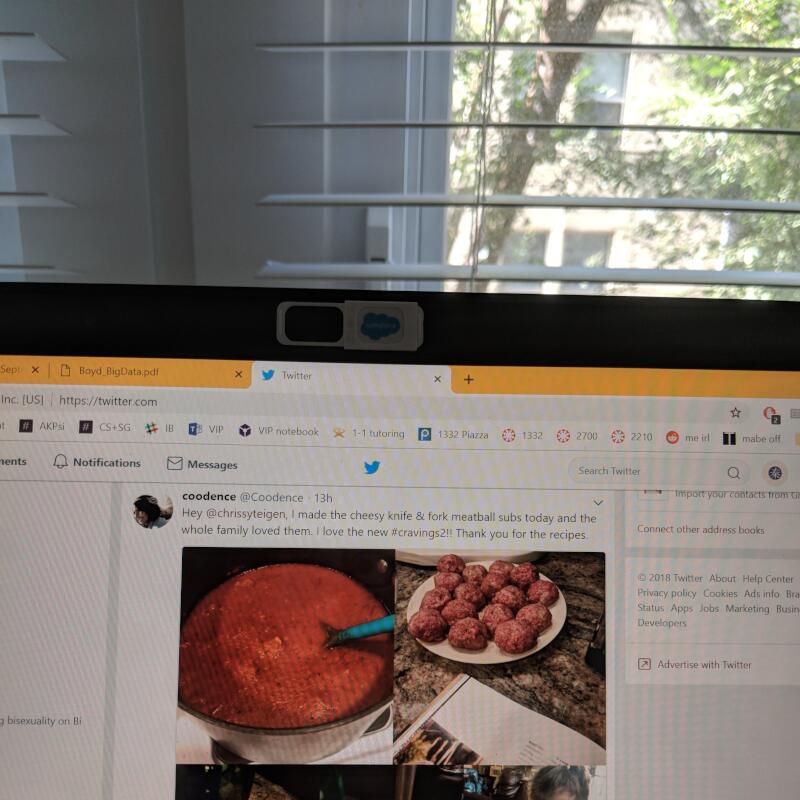 salesforce
Sept
Boyd_BigData.pdf
Twitter
Inc. [US] https://twitter.com
2
AKPsi CS+SG IB VIP VIP notebook 1-1 tutoring 1332 Piazza 1332 2700 2210 me irl mabe off
ments Notifications Messages Search Twitter
coodence @Coodence · 13h
Hey @chrissyteigen, I made the cheesy knife & fork meatball subs today and the
whole family loved them. I love the new #cravings2!! Thank you for the recipes.
Import your contacts from G
Connect other address books
© 2018 Twitter About Help Center
Privacy policy Cookies Ads info Bra
Status Apps Jobs Marketing Busin
Developers
Advertise with Twitter
g bisexuality on Bi